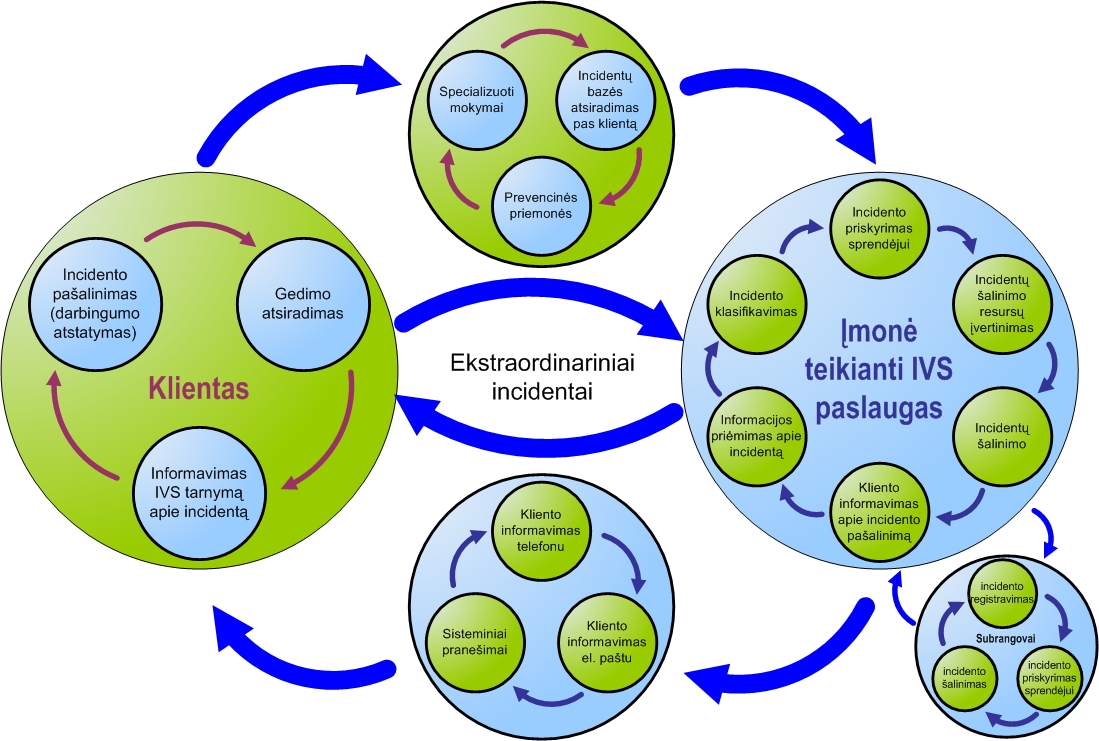 Specializuoti
mokymai
Incidentų
bazės
atsiradimas
pas klientą
Prevencinės
priemonės
Incidento
pašalinimas
(darbingumo
atstatymas)
Gedimo
atsiradimas
Klientas
Informavimas
IVS tarnymą
apie incidentą
Ekstraordinariniai
incidentai
Incidento
priskyrimas
sprendėjui
Incidento
klasifikavimas
Incidentų
šalinimo
resursų
įvertinimas
Įmonė
teikianti IVS
paslaugas
Informacijos
priėmimas apie
incidentą
Incidentų
šalinimo
Kliento
informavimas
apie incidento
pašalinimą
Kliento
informavimas
telefonu
Sisteminiai
pranešimai
Kliento
informavimas
el. paštu
incidento
registravimas
Subrangovai
incidento
šalinimas
incidento
priskyrimas
sprendėjui